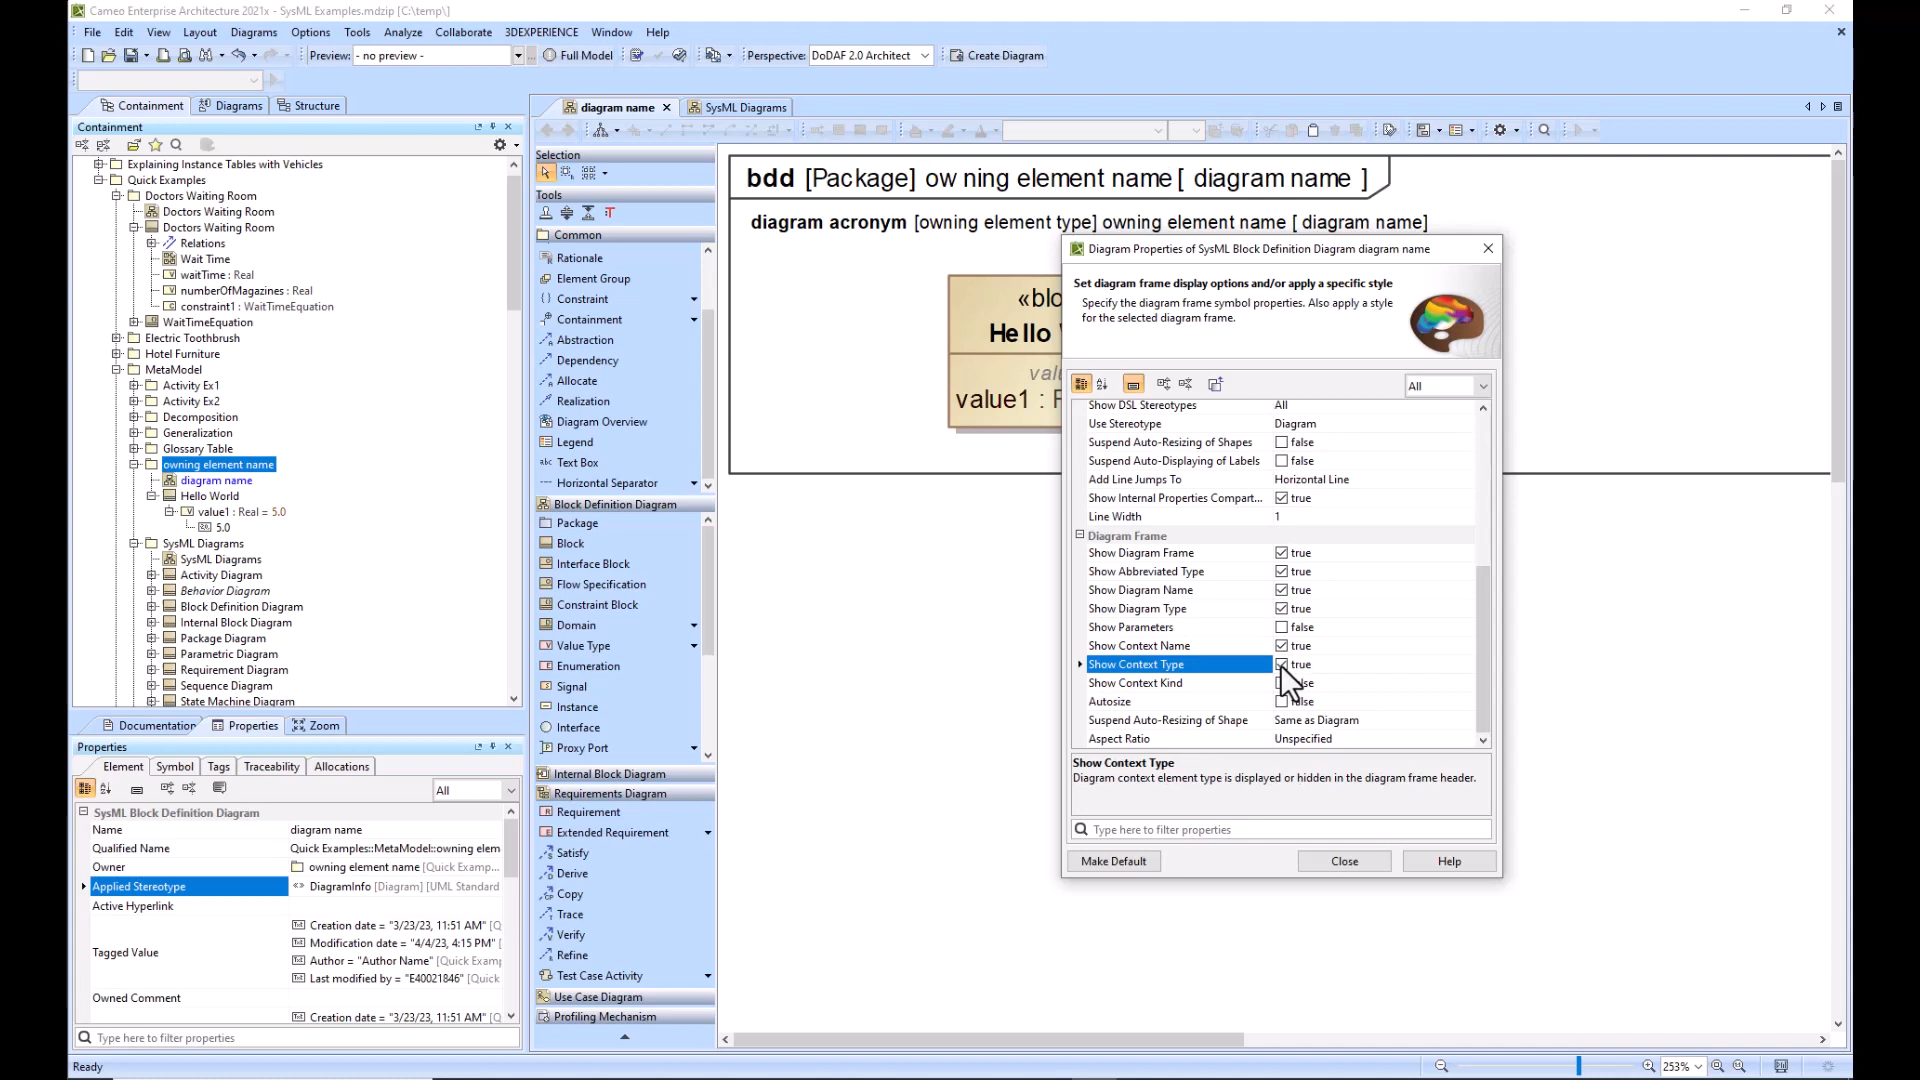 Cameo Enterprise Architecture 2021x - SysML Examples.mdzip [C:\temp\]
File Edit View Layout Diagrams Options Tools Analyze Collaborate 3DEXPERIENCE Window Help
Preview: - no preview - Full Model Perspective: DoDAF 2.0 Architect Create Diagram
Containment Diagrams Structure
Containment
Explaining Instance Tables with Vehicles
Quick Examples
Doctors Waiting Room
Doctors Waiting Room
Doctors Waiting Room
Relations
Wait Time
waitTime : Real
numberOfMagazines : Real
constraint1 : WaitTimeEquation
WaitTimeEquation
Electric Toothbrush
Hotel Furniture
MetaModel
Activity Ex1
Activity Ex2
Decomposition
Generalization
Glossary Table
owning element name
diagram name
Hello World
value1 : Real = 5.0
5.0
SysML Diagrams
SysML Diagrams
Activity Diagram
Behavior Diagram
Block Definition Diagram
Internal Block Diagram
Package Diagram
Parametric Diagram
Requirement Diagram
Sequence Diagram
State Machine Diagram
Documentation Properties Zoom
Properties
Element Symbol Tags Traceability Allocations
All
SysML Block Definition Diagram
Name diagram name
Qualified Name Quick Examples::MetaModel::owning elem
Owner owning element name [Quick Examp...
Applied Stereotype «» DiagramInfo [Diagram] [UML Standard
Active Hyperlink
Tagged Value
Creation date = "3/23/23, 11:51 AM" [Q
Modification date = "4/4/23, 4:15 PM" [
Author = "Author Name" [Quick Examp
Last modified by = "E40021846" [Quick
Owned Comment
Creation date = "3/23/23, 11:51 AM" [Q
Type here to filter properties
Ready
diagram name SysML Diagrams
Selection
Tools
Common
Rationale
Element Group
Constraint
Containment
Abstraction
Dependency
Allocate
Realization
Diagram Overview
Legend
abc Text Box
Horizontal Separator
Block Definition Diagram
Package
Block
Interface Block
Flow Specification
Constraint Block
Domain
Value Type
Enumeration
Signal
Instance
Interface
Proxy Port
Internal Block Diagram
Requirements Diagram
Requirement
Extended Requirement
Satisfy
Derive
Copy
Trace
Verify
Refine
Test Case Activity
Use Case Diagram
Profiling Mechanism
bdd [Package] owning element name [ diagram name ]
diagram acronym [owning element type] owning element name [ diagram name]
«blo
Hello
valu
value1 :
Diagram Properties of SysML Block Definition Diagram diagram name
Set diagram frame display options and/or apply a specific style
Specify the diagram frame symbol properties. Also apply a style
for the selected diagram frame.
All
Show DSL Stereotypes All
Use Stereotype Diagram
Suspend Auto-Resizing of Shapes false
Suspend Auto-Displaying of Labels false
Add Line Jumps To Horizontal Line
Show Internal Properties Compart... true
Line Width 1
Diagram Frame
Show Diagram Frame true
Show Abbreviated Type true
Show Diagram Name true
Show Diagram Type true
Show Parameters false
Show Context Name true
Show Context Type true
Show Context Kind false
Autosize false
Suspend Auto-Resizing of Shape Same as Diagram
Aspect Ratio Unspecified
Show Context Type
Diagram context element type is displayed or hidden in the diagram frame header.
Type here to filter properties
Make Default Close Help
253%